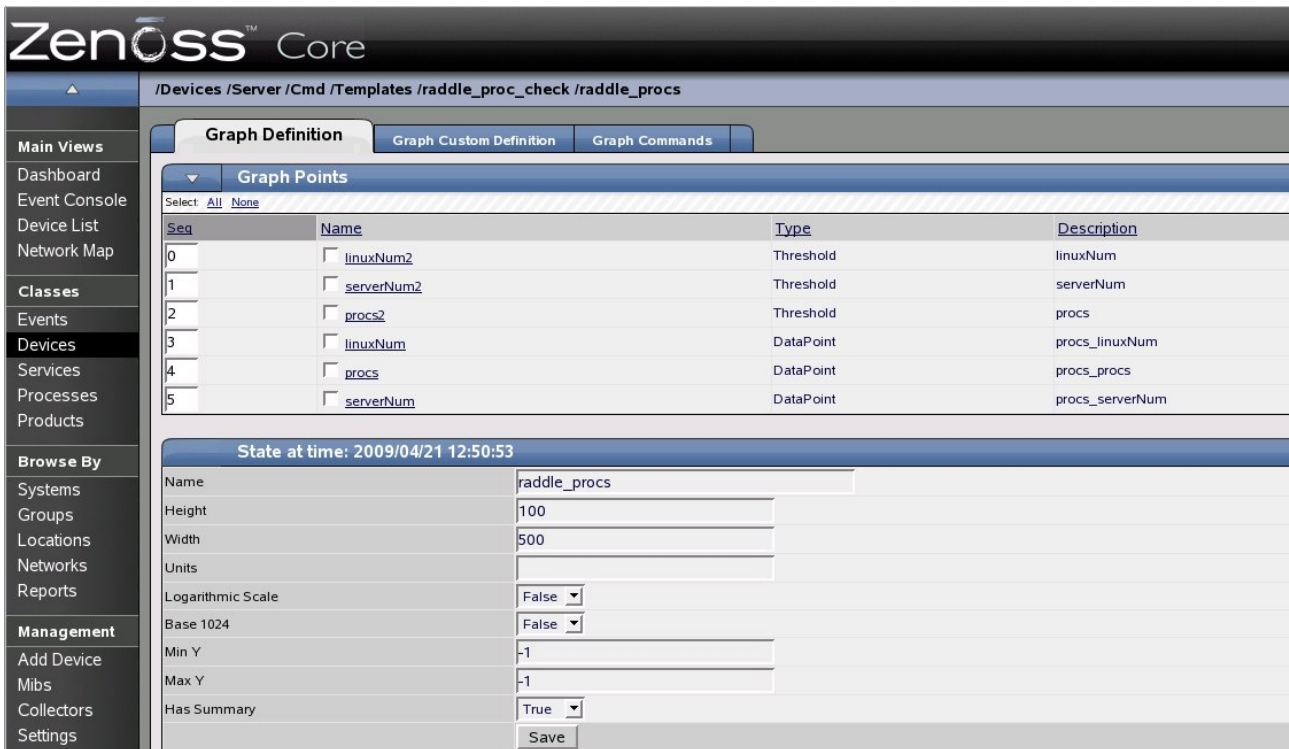 Zenoss™ Core
/Devices /Server /Cmd /Templates /raddle_proc_check /raddle_procs
Main Views
Dashboard
Event Console
Device List
Network Map
Classes
Events
Devices
Services
Processes
Products
Browse By
Systems
Groups
Locations
Networks
Reports
Management
Add Device
Mibs
Collectors
Settings
Graph Definition Graph Custom Definition Graph Commands
Graph Points
Select: All None
Seq Name Type Description
0 linuxNum2 Threshold linuxNum
1 serverNum2 Threshold serverNum
2 procs2 Threshold procs
3 linuxNum DataPoint procs_linuxNum
4 procs DataPoint procs_procs
5 serverNum DataPoint procs_serverNum
State at time: 2009/04/21 12:50:53
Name raddle_procs
Height 100
Width 500
Units
Logarithmic Scale False
Base 1024 False
Min Y -1
Max Y -1
Has Summary True
Save